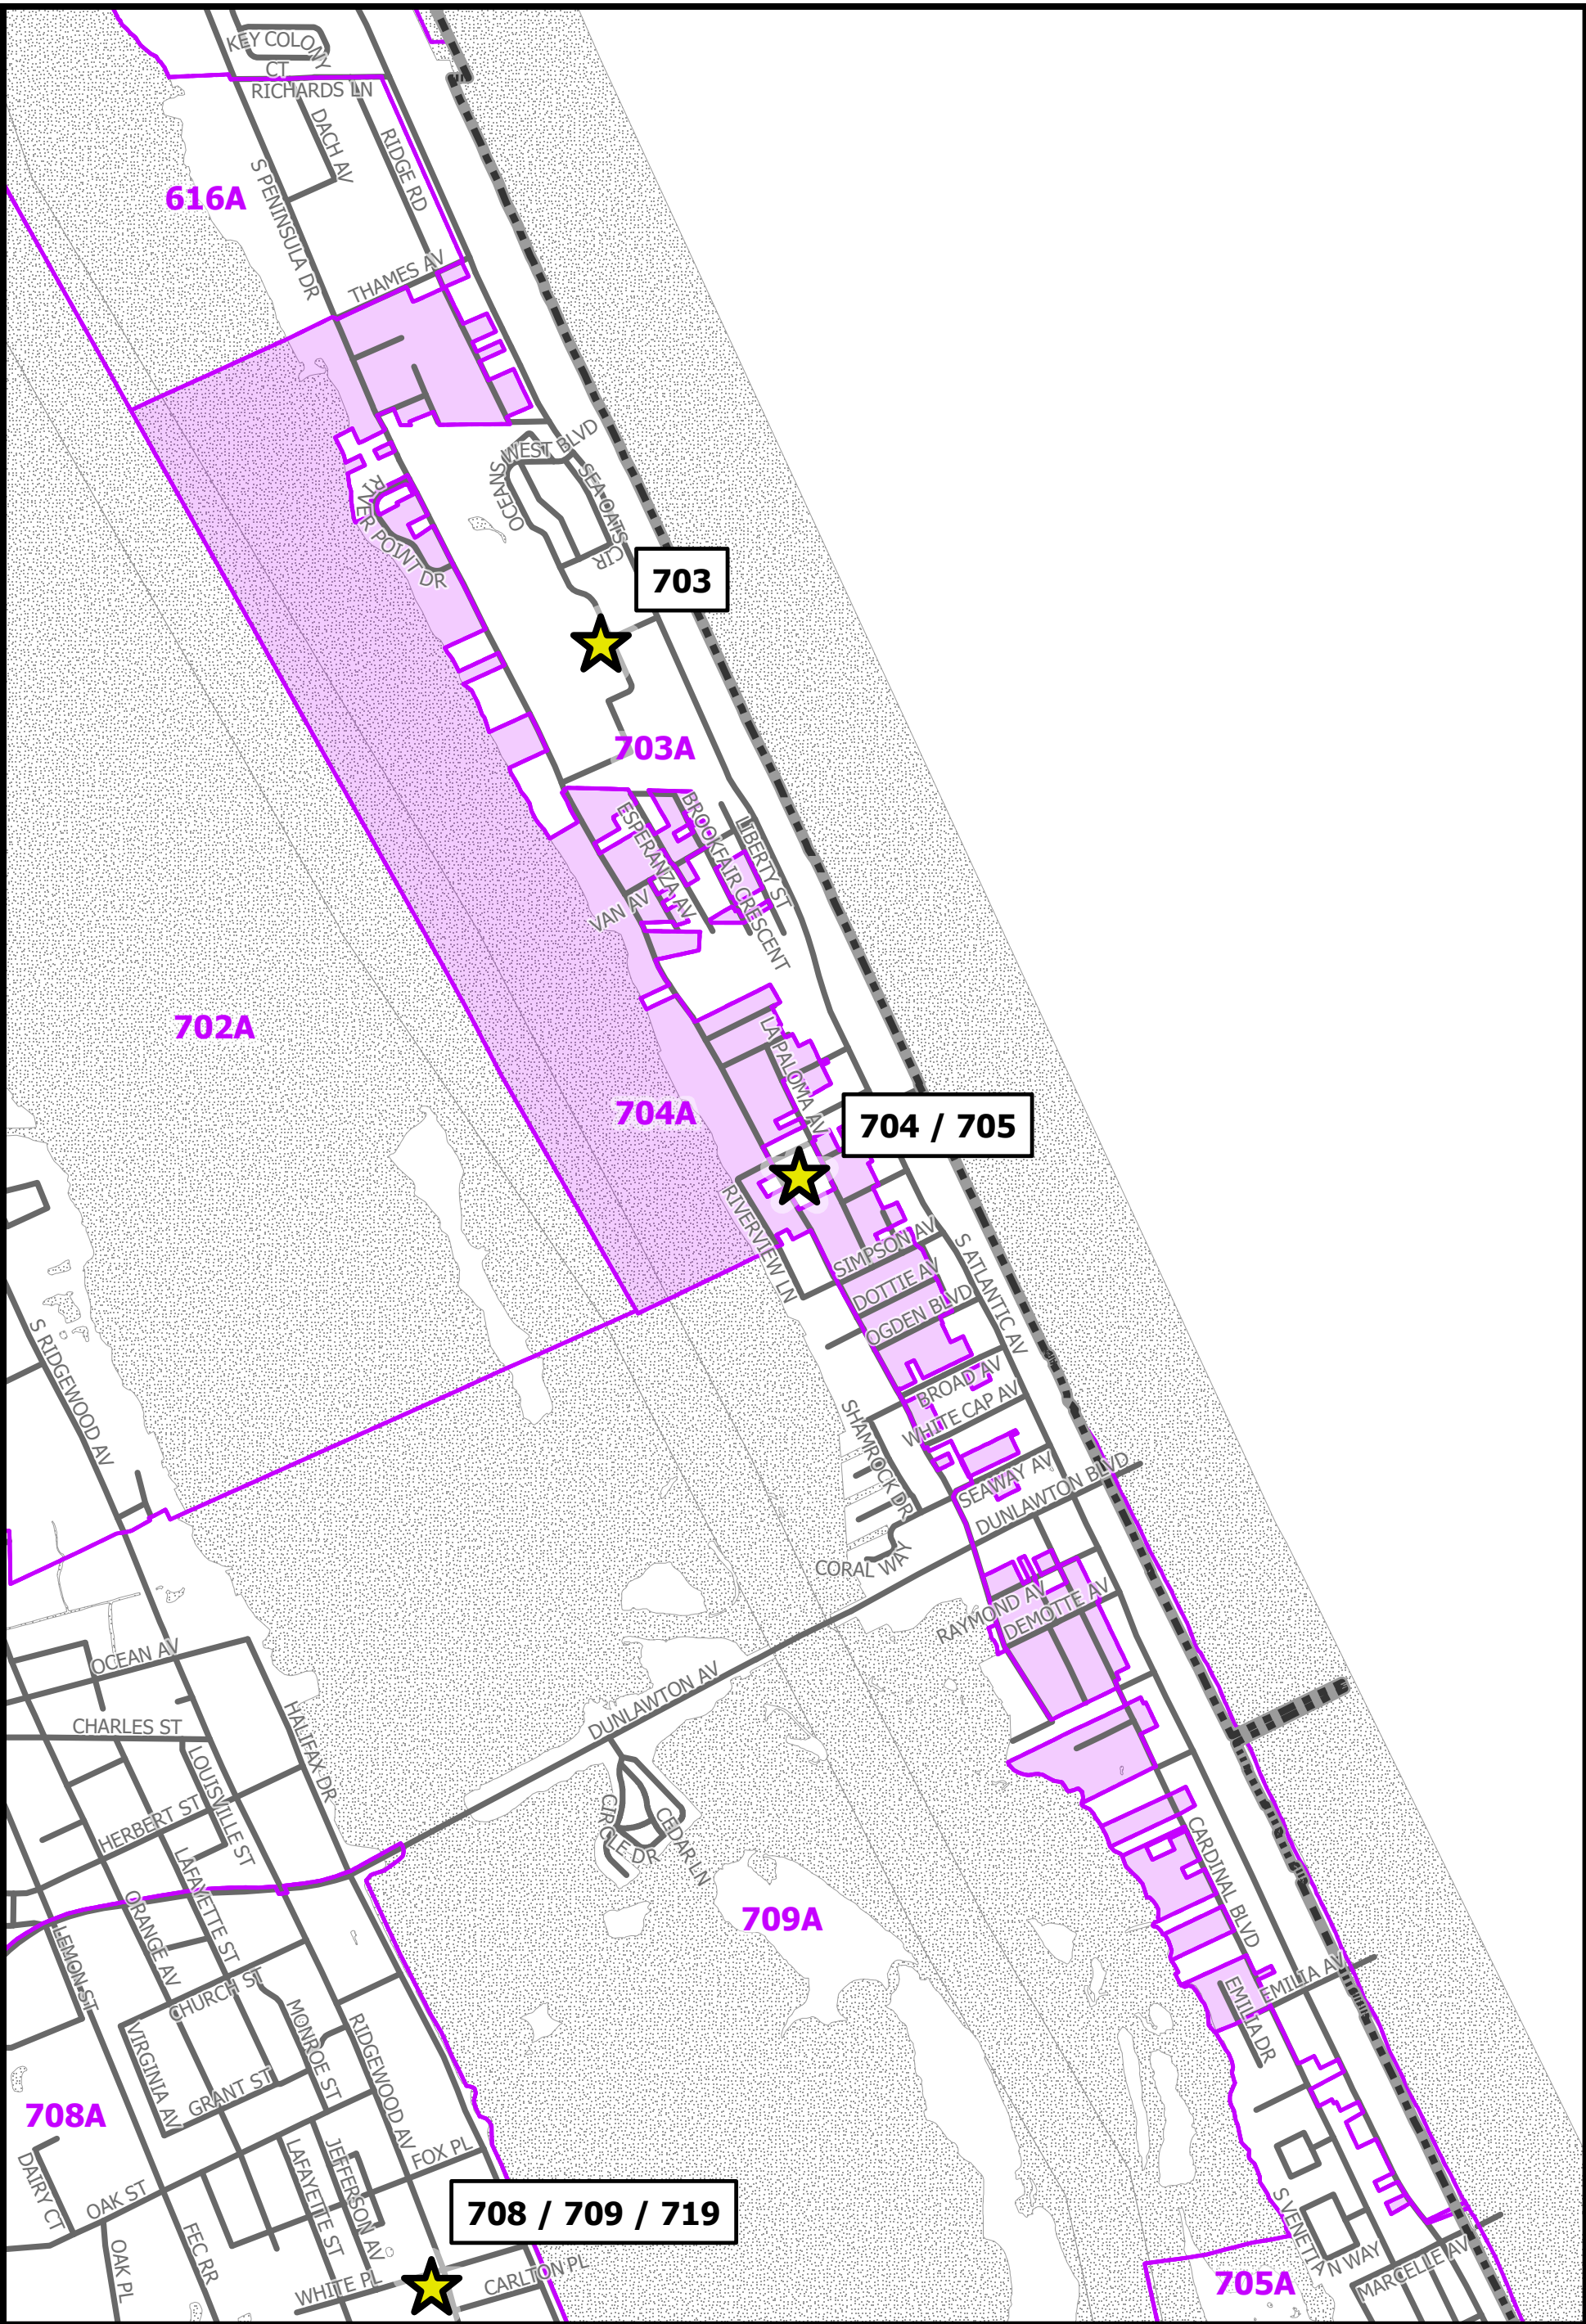 KEY COLONY
CT
RICHARDS LN
DACH AV
RIDGE RD
S PENINSULA DR
616A
THAMES AV
OCEANS WEST BLVD
SEA OATS CIR
RIVER POINT DR
703
703A
ESPERANZA AV
BROOKFAIR CRESCENT
LIBERTY ST
VAN AV
702A
LA PALOMA AV
704A
704 / 705
RIVERVIEW LN
SIMPSON AV
S ATLANTIC AV
DOTTIE AV
OGDEN BLVD
S RIDGEWOOD AV
BROAD AV
WHITE CAP AV
SHAMROCK DR
SEAWAY AV
DUNLAWTON BLVD
CORAL WAY
RAYMOND AV
DEMOTTE AV
OCEAN AV
DUNLAWTON AV
CHARLES ST
HALIFAX DR
LOUISVILLE ST
HERBERT ST
CIRCLE DR
CEDAR LN
CARDINAL BLVD
LAFAYETTE ST
ORANGE AV
709A
LEMON ST
CHURCH ST
EMILIA AV
EMILIA DR
MONROE ST
RIDGEWOOD AV
VIRGINIA AV
GRANT ST
708A
DAIRY CT
OAK ST
LAFAYETTE ST
JEFFERSON AV
FOX PL
708 / 709 / 719
OAK PL
FEC RR
WHITE PL
CARLTON PL
S VENETIAN WAY
MARCELLE AV
705A